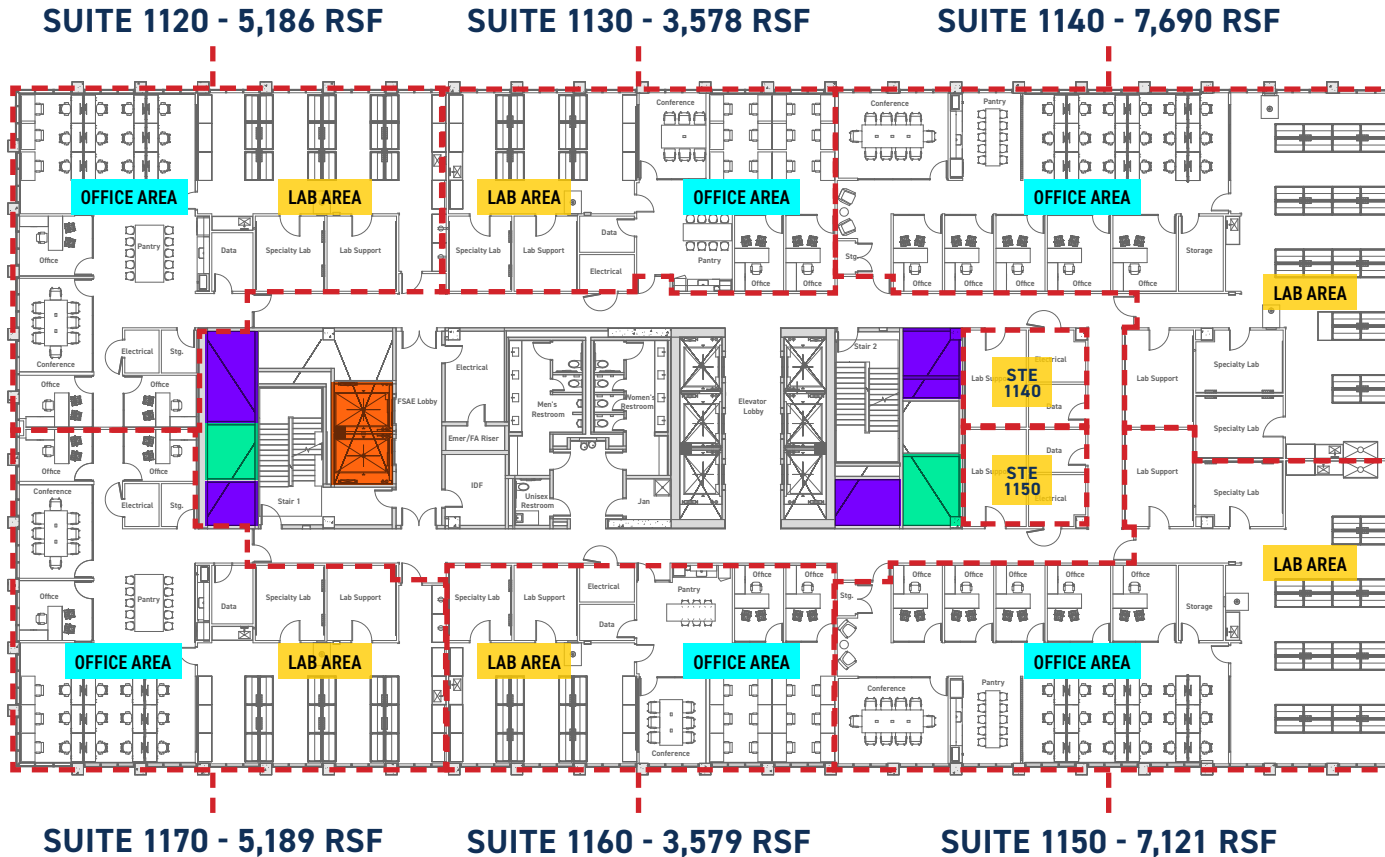 SUITE 1120 - 5,186 RSF
SUITE 1130 - 3,578 RSF
SUITE 1140 - 7,690 RSF
Conference
Conference
Pantry
OFFICE AREA
LAB AREA
LAB AREA
OFFICE AREA
OFFICE AREA
Office
Pantry
Data
Specialty Lab
Lab Support
Specialty Lab
Lab Support
Data
Electrical
Pantry
Office
Office
Stg.
Office
Office
Office
Office
Office
Storage
LAB AREA
Conference
Electrical
Stg.
Office
Office
FSAE Lobby
Electrical
Men's
Restroom
Women's
Restroom
Elevator
Lobby
Stair 2
Lab Support
Electrical
STE
1140
Data
Lab Support
Specialty Lab
Specialty Lab
Office
Office
Conference
Electrical
Stg.
Stair 1
Emer/FA Riser
IDF
Unisex
Restroom
Jan
Lab Support
Data
STE
1150
Electrical
Lab Support
Specialty Lab
LAB AREA
Office
Pantry
Data
Specialty Lab
Lab Support
Specialty Lab
Lab Support
Electrical
Data
Pantry
Office
Office
Stg.
Office
Office
Office
Office
Office
Storage
OFFICE AREA
LAB AREA
LAB AREA
OFFICE AREA
OFFICE AREA
Conference
Conference
Pantry
SUITE 1170 - 5,189 RSF
SUITE 1160 - 3,579 RSF
SUITE 1150 - 7,121 RSF